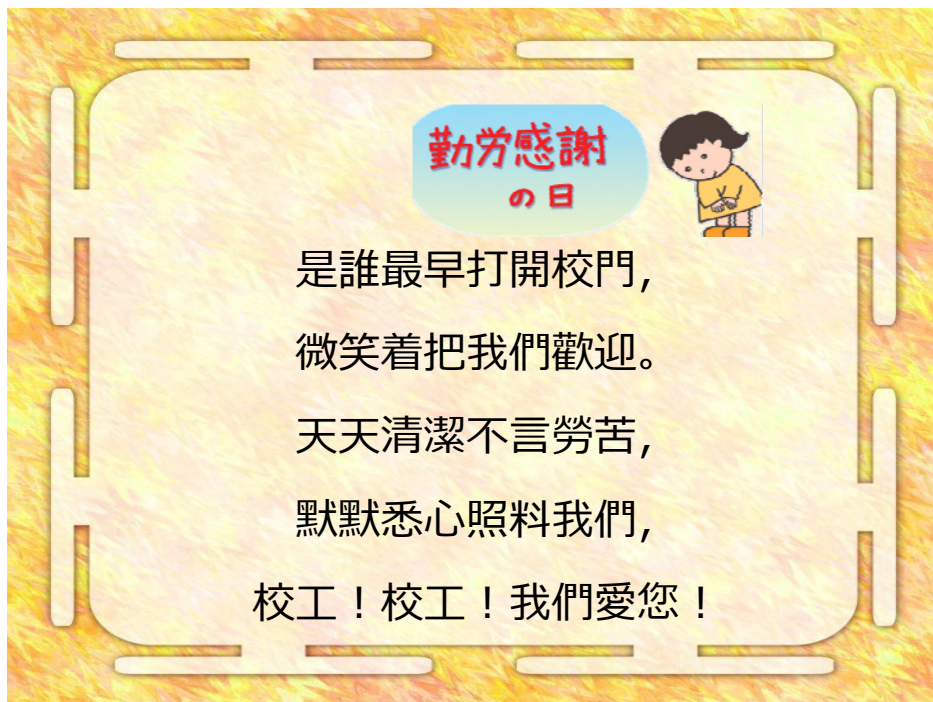 勤労感謝
の日
是誰最早打開校門，
微笑着把我們歡迎。
天天清潔不言勞苦，
默默悉心照料我們，
校工！校工！我們愛您！